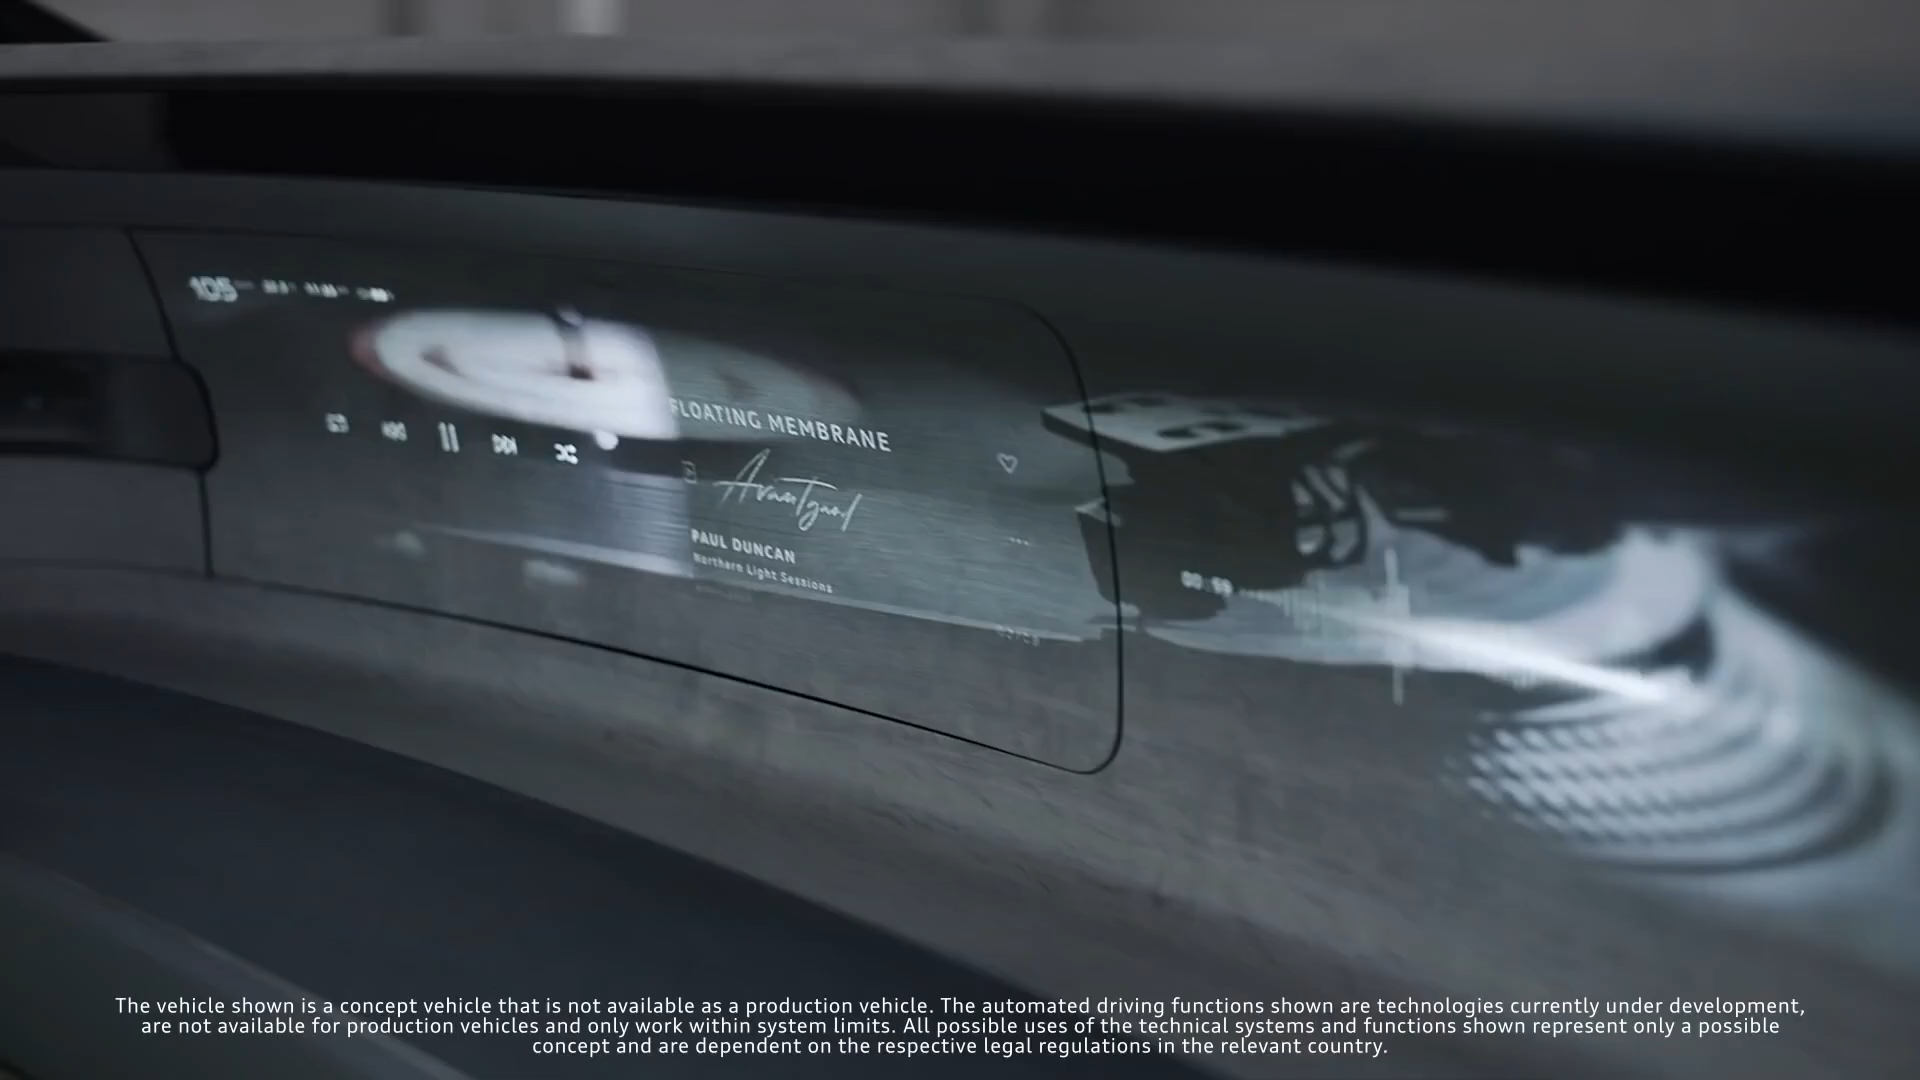 105
FLOATING MEMBRANE
Avantgard
PAUL DUNCAN
Northern Light Sessions
00:59
The vehicle shown is a concept vehicle that is not available as a production vehicle. The automated driving functions shown are technologies currently under development,
are not available for production vehicles and only work within system limits. All possible uses of the technical systems and functions shown represent only a possible
concept and are dependent on the respective legal regulations in the relevant country.